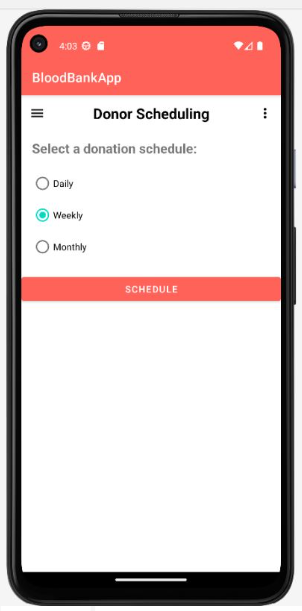 4:03
BloodBankApp
Donor Scheduling
Select a donation schedule:
Daily
Weekly
Monthly
SCHEDULE